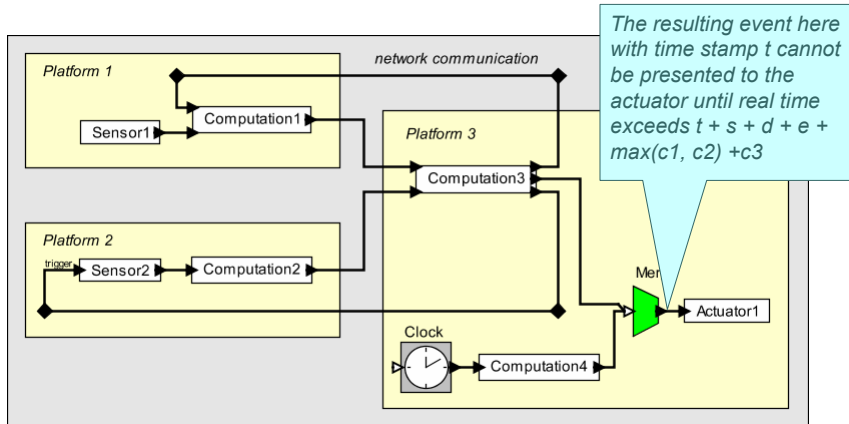 The resulting event here
with time stamp t cannot
be presented to the
actuator until real time
exceeds t + s + d + e +
max(c1, c2) +c3
network communication
Platform 1
Computation1
Sensor1
Platform 3
Computation3
Platform 2
trigger
Sensor2
Computation2
Mer
Actuator1
Clock
Computation4